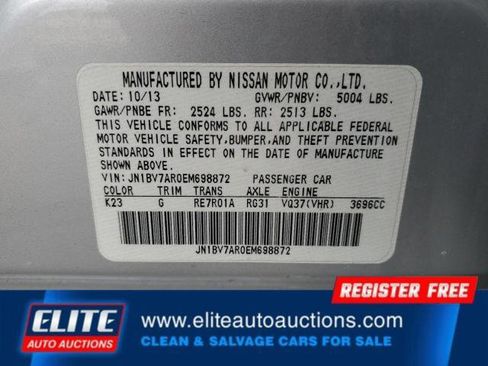 MANUFACTURED BY NISSAN MOTOR CO.,LTD.
DATE: 10/13 GVWR/PNBV: 5004 LBS.
GAWR/PNBE FR: 2524 LBS. RR: 2513 LBS.
THIS VEHICLE CONFORMS TO ALL APPLICABLE FEDERAL
MOTOR VEHICLE SAFETY,BUMPER,AND THEFT PREVENTION
STANDARDS IN EFFECT ON THE DATE OF MANUFACTURE
SHOWN ABOVE.
VIN: JN1BV7AR0EM698872 PASSENGER CAR
COLOR TRIM TRANS AXLE ENGINE
K23 G RE7R01A RG31 VQ37(VHR) 3696CC
JN1BV7AR0EM698872
REGISTER FREE
ELITE
AUTO AUCTIONS
www.eliteautoauctions.com
CLEAN & SALVAGE CARS FOR SALE